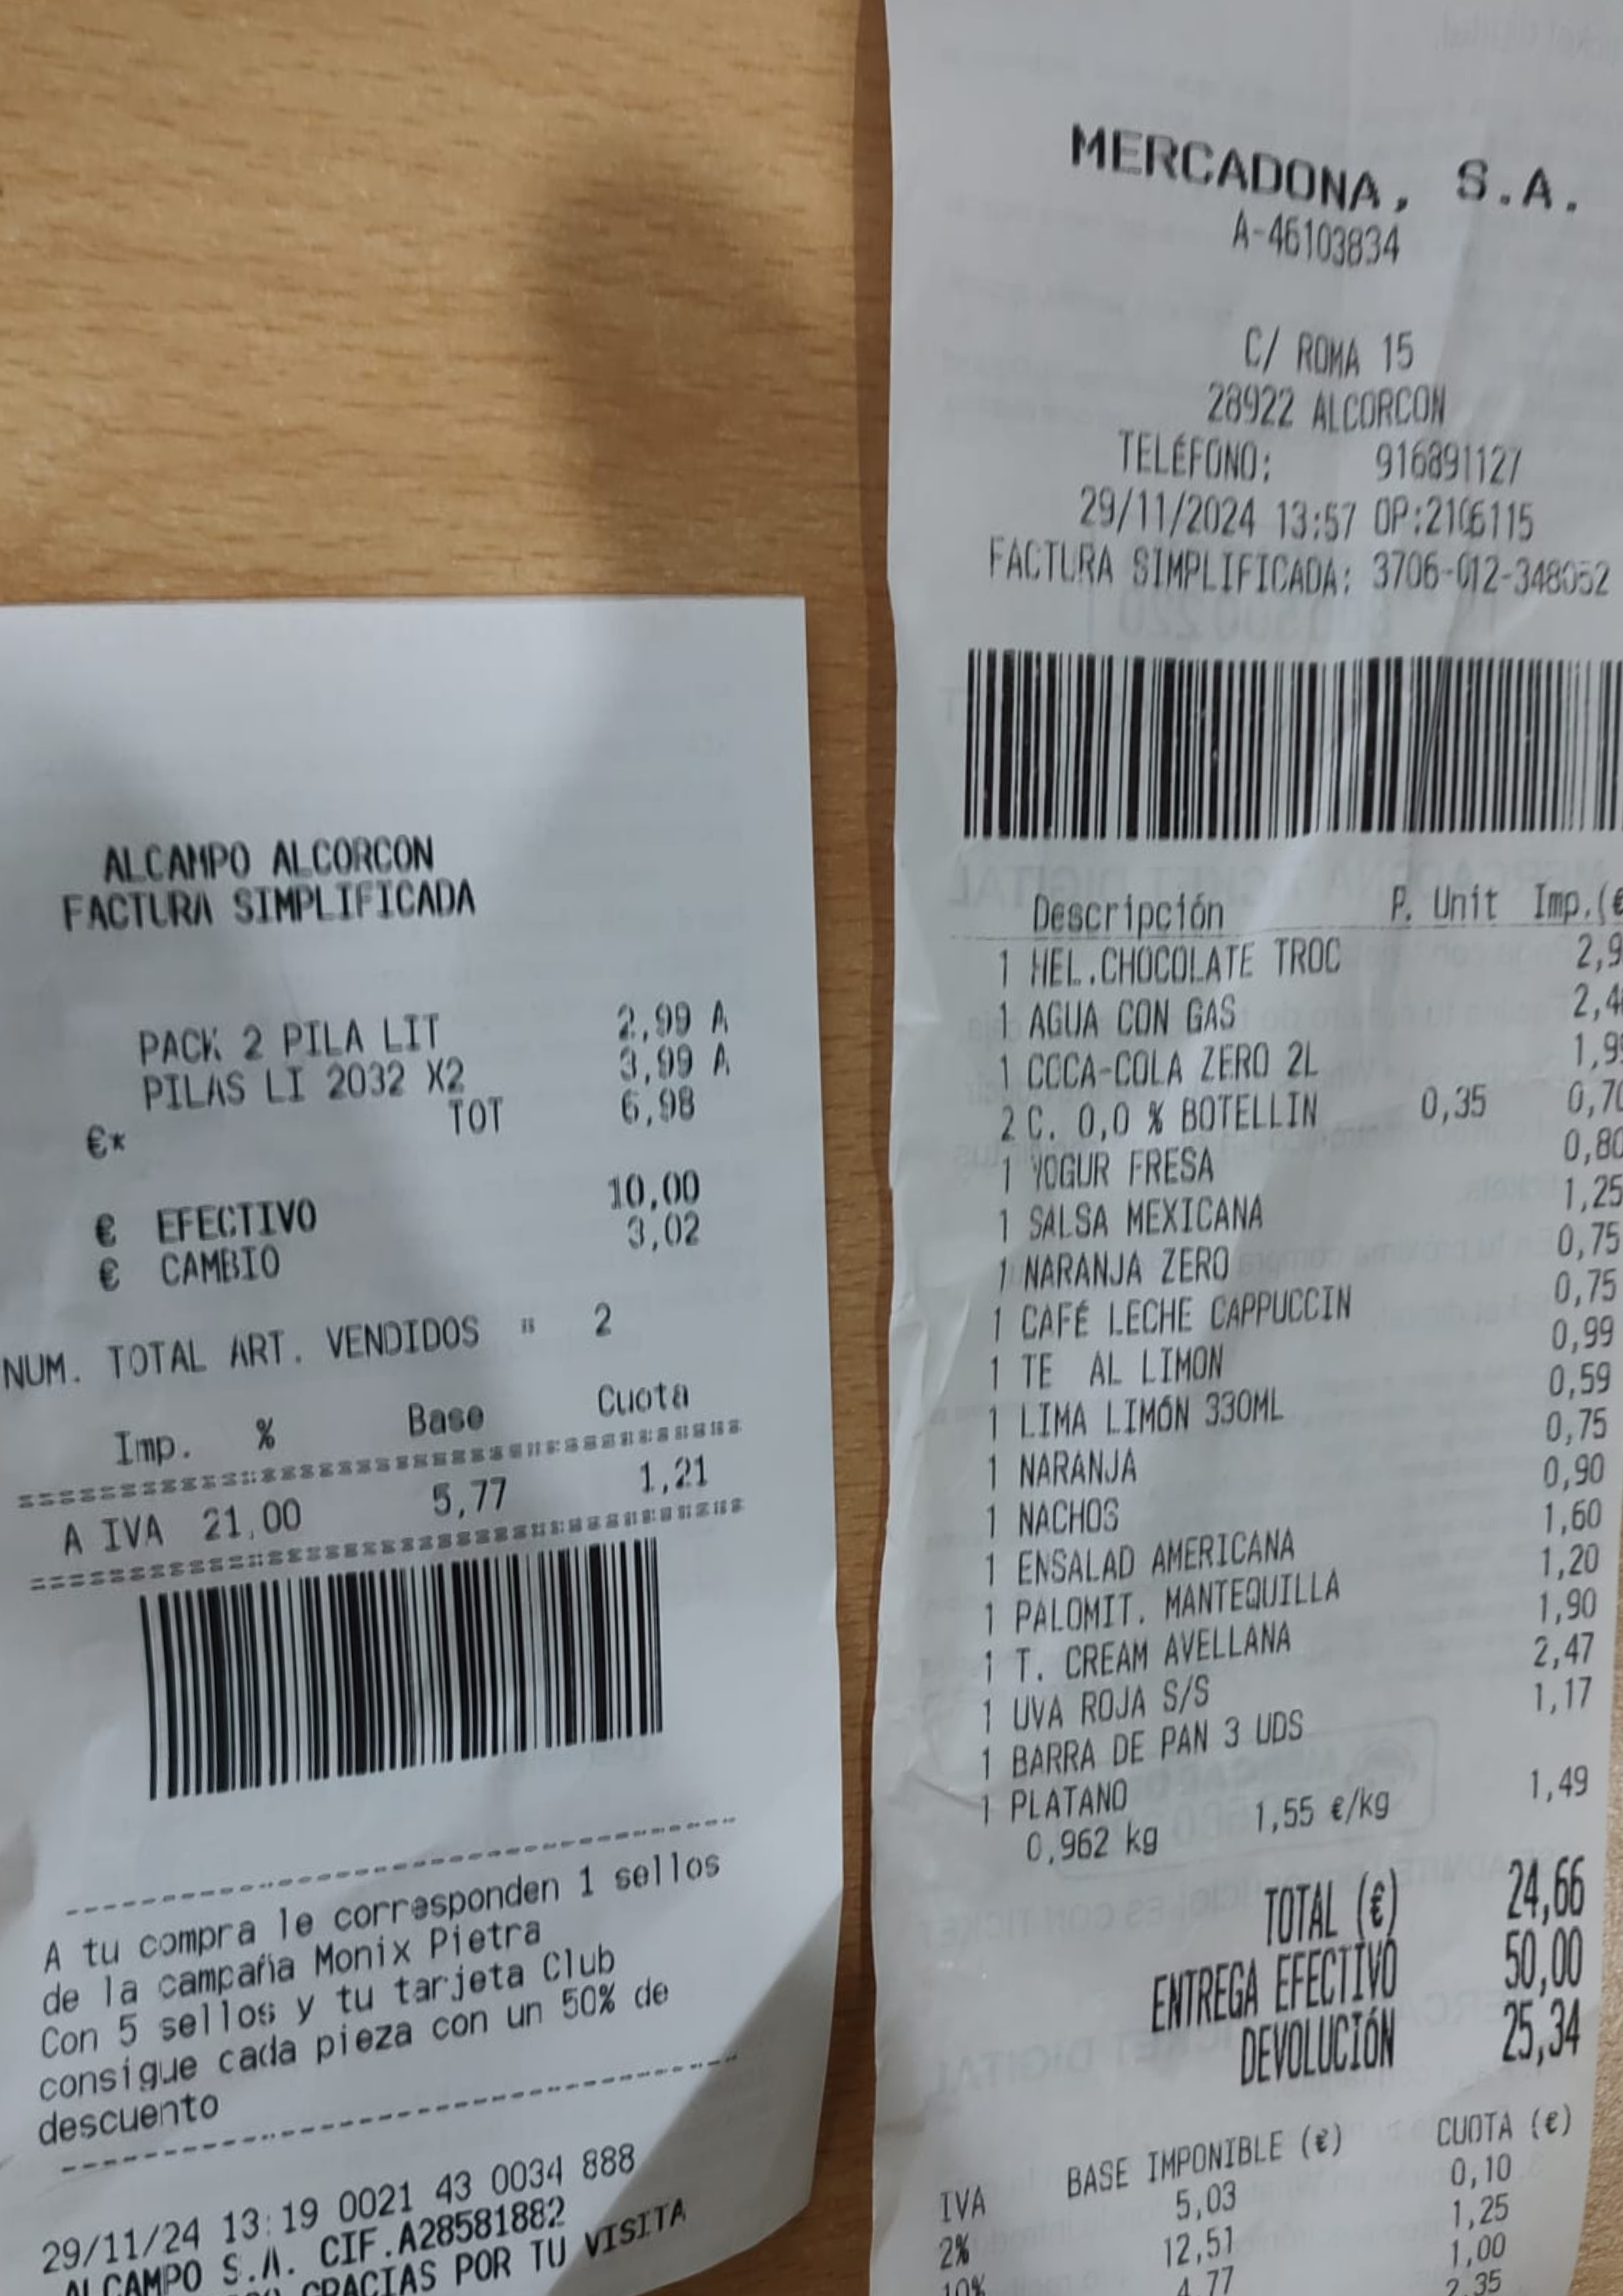 ALCAMPO ALCORCON
FACTURA SIMPLIFICADA
PACK 2 PILA LIT 2,99 A
PILAS LI 2032 X2 3,99 A
€* TOT 6,98
€ EFECTIVO 10,00
€ CAMBIO 3,02
NUM. TOTAL ART. VENDIDOS = 2
Imp. % Base Cuota
A IVA 21,00 5,77 1,21
A tu compra le corresponden 1 sellos
de la campaña Monix Pietra
Con 5 sellos y tu tarjeta Club
consigue cada pieza con un 50% de
descuento
29/11/24 13:19 0021 43 0034 888
ALCAMPO S.A. CIF.A28581882
GRACIAS POR TU VISITA
MERCADONA, S.A.
A-46103834
C/ ROMA 15
28922 ALCORCON
TELÉFONO: 916891127
29/11/2024 13:57 OP:2106115
FACTURA SIMPLIFICADA: 3706-012-348052
Descripción P. Unit Imp.(€
1 HEL.CHOCOLATE TROC 2,9
1 AGUA CON GAS 2,4
1 COCA-COLA ZERO 2L 1,9
2 C. 0,0 % BOTELLIN 0,35 0,70
1 YOGUR FRESA 0,80
1 SALSA MEXICANA 1,25
1 NARANJA ZERO 0,75
1 CAFÉ LECHE CAPPUCCIN 0,75
1 TE AL LIMON 0,99
1 LIMA LIMÓN 330ML 0,59
1 NARANJA 0,75
1 NACHOS 0,90
1 ENSALAD AMERICANA 1,60
1 PALOMIT. MANTEQUILLA 1,20
1 T. CREAM AVELLANA 1,90
1 UVA ROJA S/S 2,47
1 BARRA DE PAN 3 UDS 1,17
1 PLATANO
0,962 kg 1,55 €/kg 1,49
TOTAL (€) 24,66
ENTREGA EFECTIVO 50,00
DEVOLUCIÓN 25,34
IVA BASE IMPONIBLE (€) CUOTA (€)
2% 5,03 0,10
10% 12,51 1,25
4,77 1,00
2,35